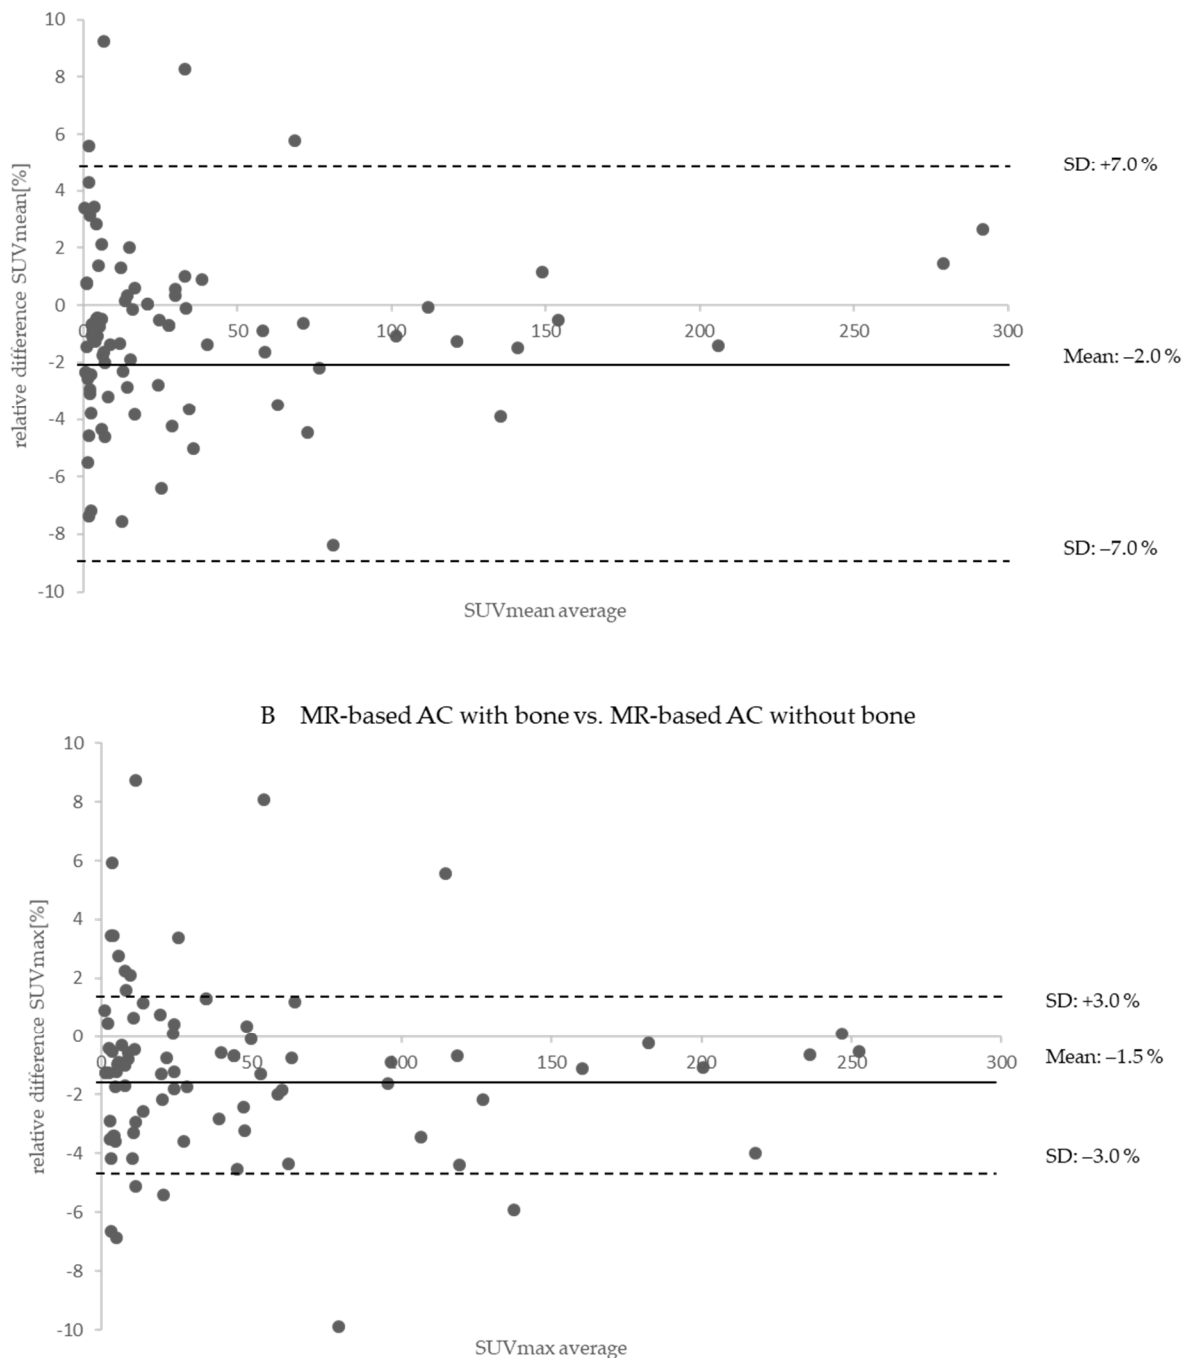 10
8
6
4
2
0
-2
-4
-6
-8
-10
relative difference SUVmean[%]
0 50 100 150 200 250 300
SUVmean average
SD: +7.0 %
Mean: –2.0 %
SD: –7.0 %
B MR-based AC with bone vs. MR-based AC without bone
10
8
6
4
2
0
-2
-4
-6
-8
-10
relative difference SUVmax[%]
0 50 100 150 200 250 300
SUVmax average
SD: +3.0 %
Mean: –1.5 %
SD: –3.0 %